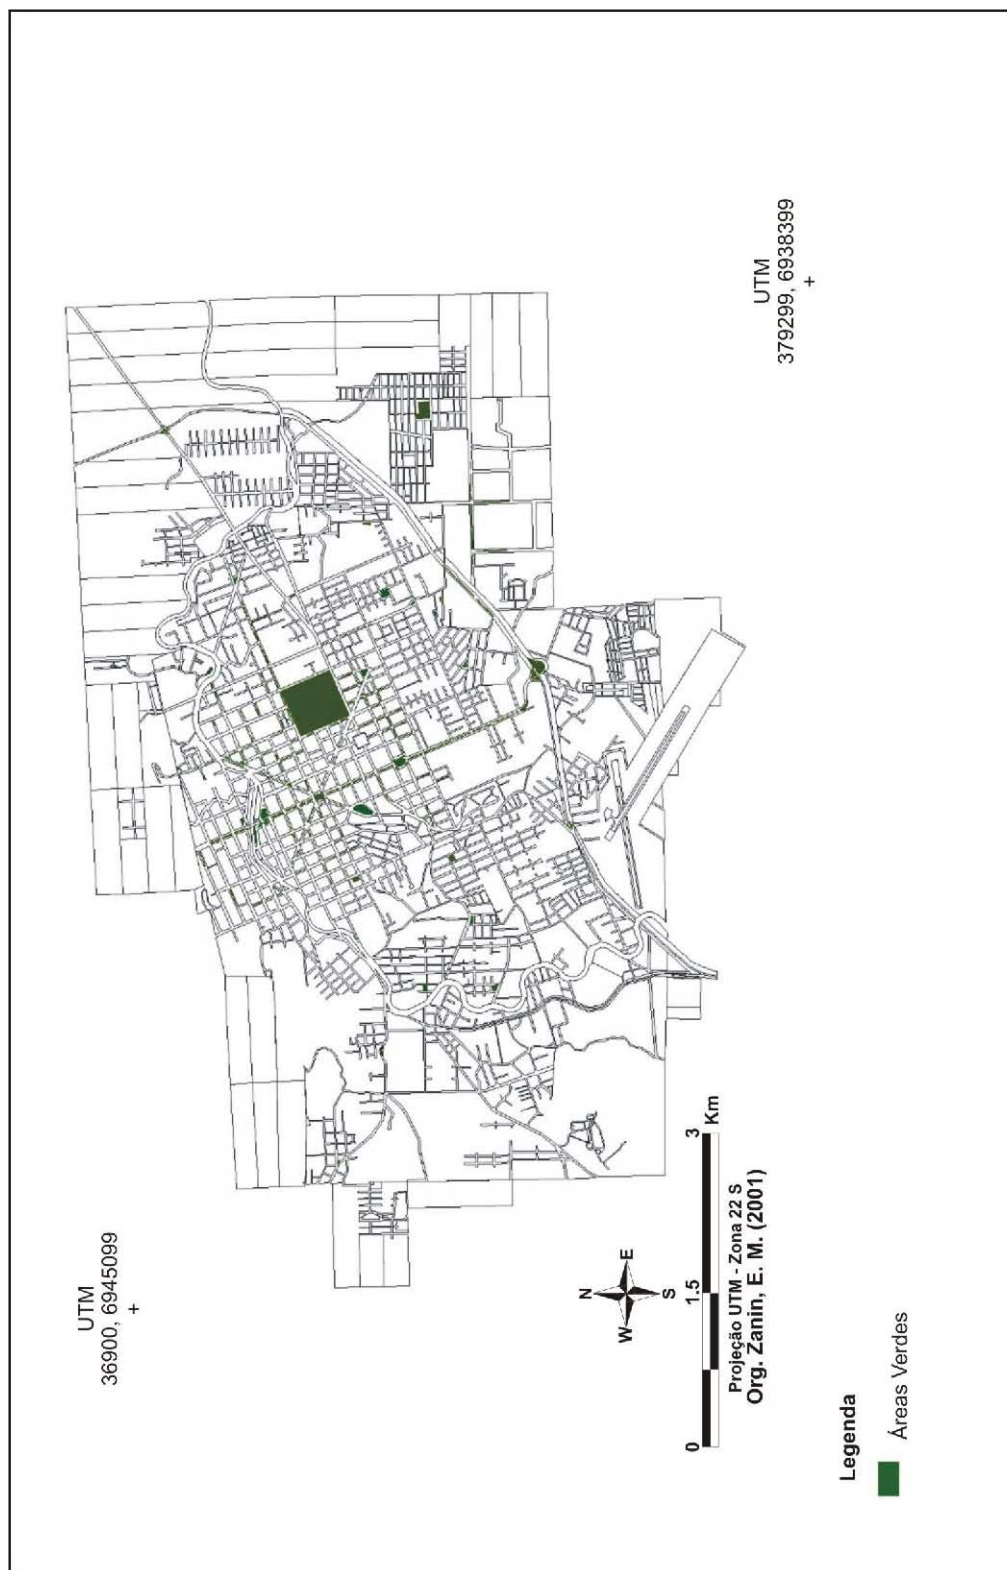 UTM
36900, 6945099
+
UTM
379299, 6938399
+
N
W
E
S
0
1.5
3
Km
Projeção UTM - Zona 22 S
Org. Zanin, E. M. (2001)
Legenda
Áreas Verdes